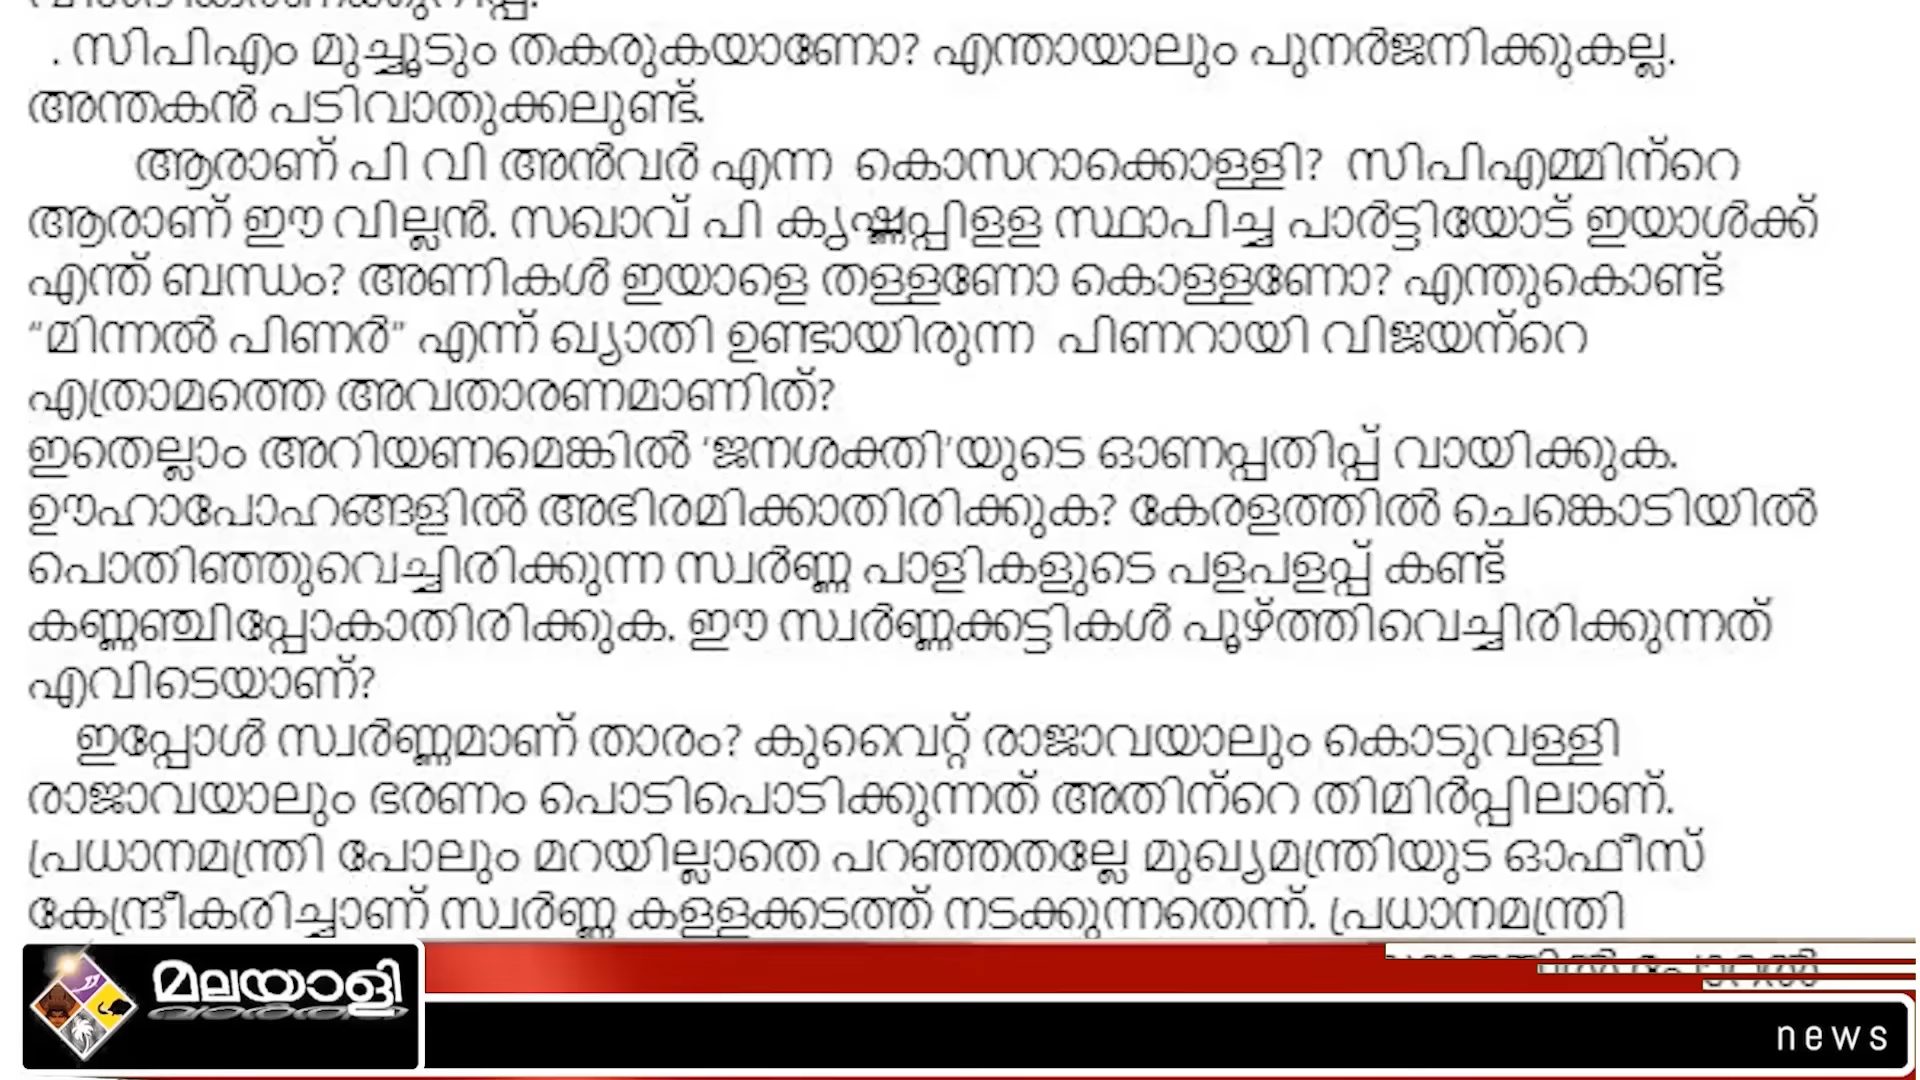 . സിപിഎം മുച്ചൂടും തകരുകയാണോ? എന്തായാലും പുനർജനിക്കുകല്ല.
അന്തകൻ പടിവാതുക്കലുണ്ട്.
ആരാണ് പി വി അൻവർ എന്ന കൊസറാക്കൊള്ളി? സിപിഎമ്മിന്റെ
ആരാണ് ഈ വില്ലൻ. സഖാവ് പി കൃഷ്ണപ്പിളള സ്ഥാപിച്ച പാർട്ടിയോട് ഇയാൾക്ക്
എന്ത് ബന്ധം? അണികൾ ഇയാളെ തള്ളണോ കൊള്ളണോ? എന്തുകൊണ്ട്
“മിന്നൽ പിണർ” എന്ന് ഖ്യാതി ഉണ്ടായിരുന്ന പിണറായി വിജയന്റെ
എത്രാമത്തെ അവതാരണമാണിത്?
ഇതെല്ലാം അറിയണമെങ്കിൽ ‘ജനശക്തി’യുടെ ഓണപ്പതിപ്പ് വായിക്കുക.
ഊഹാപോഹങ്ങളിൽ അഭിരമിക്കാതിരിക്കുക? കേരളത്തിൽ ചെങ്കൊടിയിൽ
പൊതിഞ്ഞുവെച്ചിരിക്കുന്ന സ്വർണ്ണ പാളികളുടെ പളപളപ്പ് കണ്ട്
കണ്ണഞ്ചിപ്പോകാതിരിക്കുക. ഈ സ്വർണ്ണക്കട്ടികൾ പൂഴ്ത്തിവെച്ചിരിക്കുന്നത്
എവിടെയാണ്?
ഇപ്പോൾ സ്വർണ്ണമാണ് താരം? കുവൈറ്റ് രാജാവയാലും കൊടുവള്ളി
രാജാവയാലും ഭരണം പൊടിപൊടിക്കുന്നത് അതിന്റെ തിമിർപ്പിലാണ്.
പ്രധാനമന്ത്രി പോലും മറയില്ലാതെ പറഞ്ഞതല്ലേ മുഖ്യമന്ത്രിയുട ഓഫീസ്
കേന്ദ്രീകരിച്ചാണ് സ്വർണ്ണ കള്ളക്കടത്ത് നടക്കുന്നതെന്ന്. പ്രധാനമന്ത്രി
മലയാളി
വാർത്ത
news